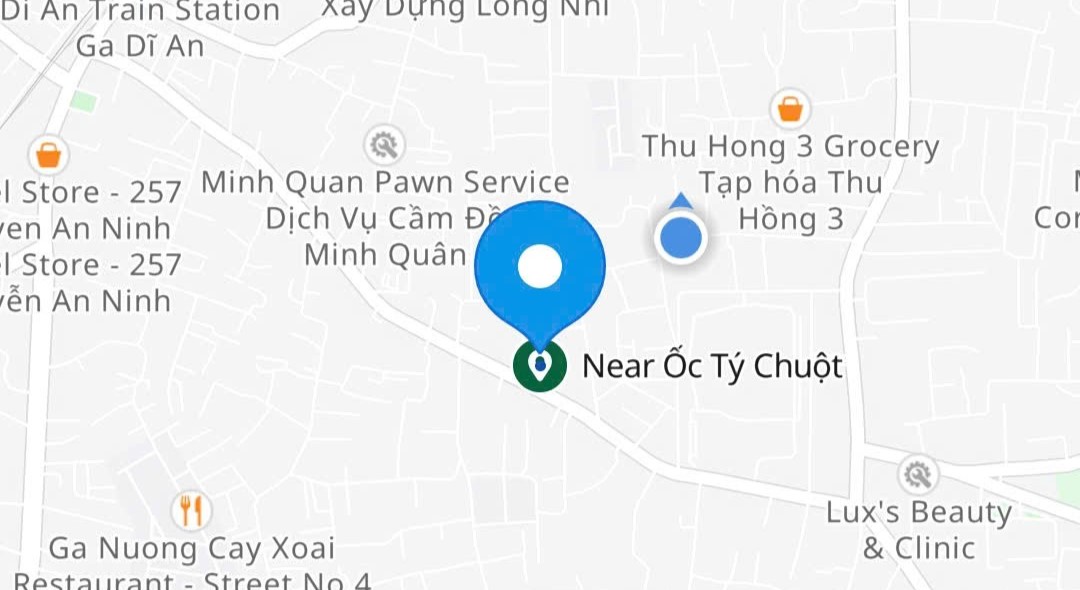 Di An Train Station
Ga Dĩ An
Xây Dựng Long Nhi
Thu Hong 3 Grocery
Tạp hóa Thu
Hồng 3
Minh Quan Pawn Service
Dịch Vụ Cầm Đồ
Minh Quân
Store - 257
An Ninh
Store - 257
An Ninh
Near Ốc Tý Chuột
Lux's Beauty
& Clinic
Ga Nuong Cay Xoai
Restaurant - Street No 4